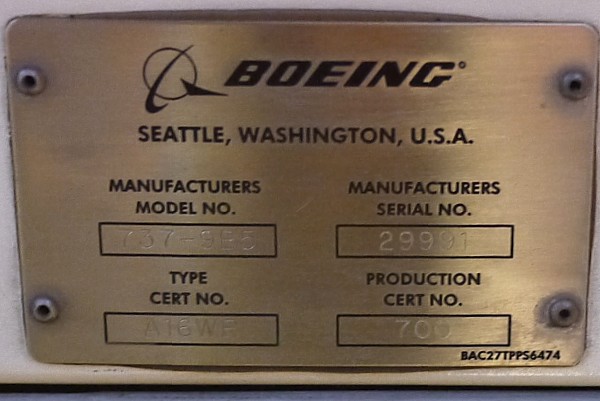 BOEING®
SEATTLE, WASHINGTON, U.S.A.
MANUFACTURERS
MODEL NO.
MANUFACTURERS
SERIAL NO.
29991
TYPE
CERT NO.
A16WE
PRODUCTION
CERT NO.
700
BAC27TPPS6474